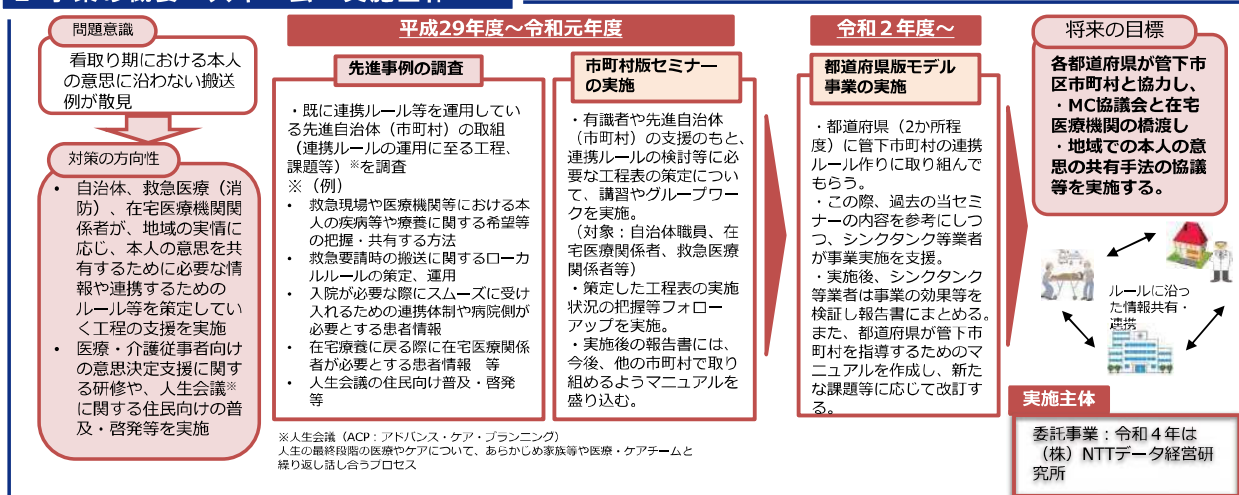 問題意識
看取り期における本人
の意思に沿わない搬送
例が散見
対策の方向性
• 自治体、救急医療（消
防）、在宅医療機関関
係者が、地域の実情に
応じ、本人の意思を共
有するために必要な情
報や連携するための
ルール等を策定してい
く工程の支援を実施
• 医療・介護従事者向け
の意思決定支援に関す
る研修や、人生会議※
に関する住民向けの普
及・啓発等を実施
平成29年度～令和元年度
先進事例の調査
・既に連携ルール等を運用してい
る先進自治体（市町村）の取組
（連携ルールの運用に至る工程、
課題等）※を調査
※（例）
• 救急現場や医療機関等における本
人の疾病等や療養に関する希望等
の把握・共有する方法
• 救急要請時の搬送に関するローカ
ルルールの策定、運用
• 入院が必要な際にスムーズに受け
入れるための連携体制や病院側が
必要とする患者情報
• 在宅療養に戻る際に在宅医療関係
者が必要とする患者情報　等
• 人生会議の住民向け普及・啓発
等
※人生会議（ACP：アドバンス・ケア・プランニング）
人生の最終段階の医療やケアについて、あらかじめ家族等や医療・ケアチームと
繰り返し話し合うプロセス
市町村版セミナー
の実施
・有識者や先進自治体
（市町村）の支援のもと、
連携ルールの検討等に必
要な工程表の策定につい
て、講習やグループワー
クを実施。
（対象：自治体職員、在
宅医療関係者、救急医療
関係者等）
・策定した工程表の実施
状況の把握等フォロー
アップを実施。
・実施後の報告書には、
今後、他の市町村で取り
組めるようマニュアルを
盛り込む。
令和２年度～
都道府県版モデル
事業の実施
・都道府県（2か所程
度）に管下市町村の連携
ルール作りに取り組んで
もらう。
・この際、過去の当セミ
ナーの内容を参考にしつ
つ、シンクタンク等業者
が事業実施を支援。
・実施後、シンクタンク
等業者は事業の効果等を
検証し報告書にまとめる。
また、都道府県が管下市
町村を指導するためのマ
ニュアルを作成し、新た
な課題等に応じて改訂す
る。
将来の目標
各都道府県が管下市
区市町村と協力し、
・MC協議会と在宅
医療機関の橋渡し
・地域での本人の意
思の共有手法の協議
等を実施する。
ルールに沿っ
た情報共有・
連携
実施主体
委託事業：令和４年は
（株）NTTデータ経営研
究所